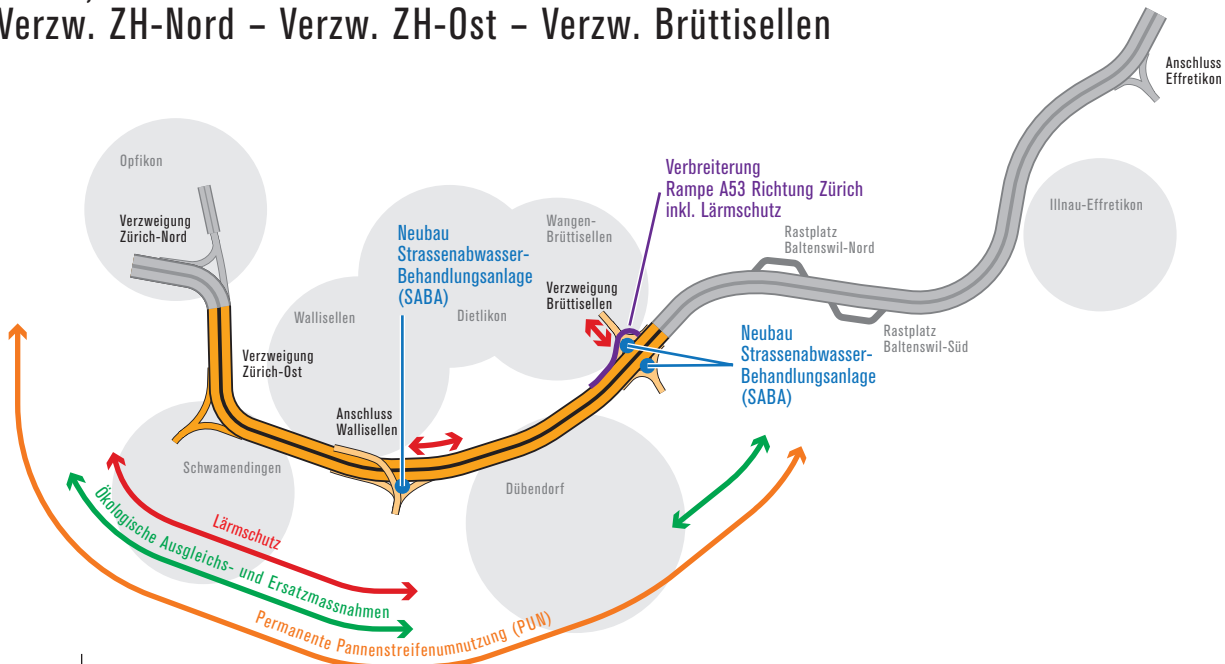 Verzw. ZH-Nord – Verzw. ZH-Ost – Verzw. Brüttisellen
Anschluss
Effretikon
Opfikon
Verzweigung
Zürich-Nord
Verbreiterung
Rampe A53 Richtung Zürich
inkl. Lärmschutz
Illnau-Effretikon
Wangen-
Brüttisellen
Rastplatz
Baltenswil-Nord
Neubau
Strassenabwasser-
Behandlungsanlage
(SABA)
Verzweigung
Brüttisellen
Wallisellen
Dietlikon
Rastplatz
Baltenswil-Süd
Neubau
Strassenabwasser-
Behandlungsanlage
(SABA)
Verzweigung
Zürich-Ost
Anschluss
Wallisellen
Schwamendingen
Dübendorf
Lärmschutz
Ökologische Ausgleichs- und Ersatzmassnahmen
Permanente Pannenstreifenumnutzung (PUN)